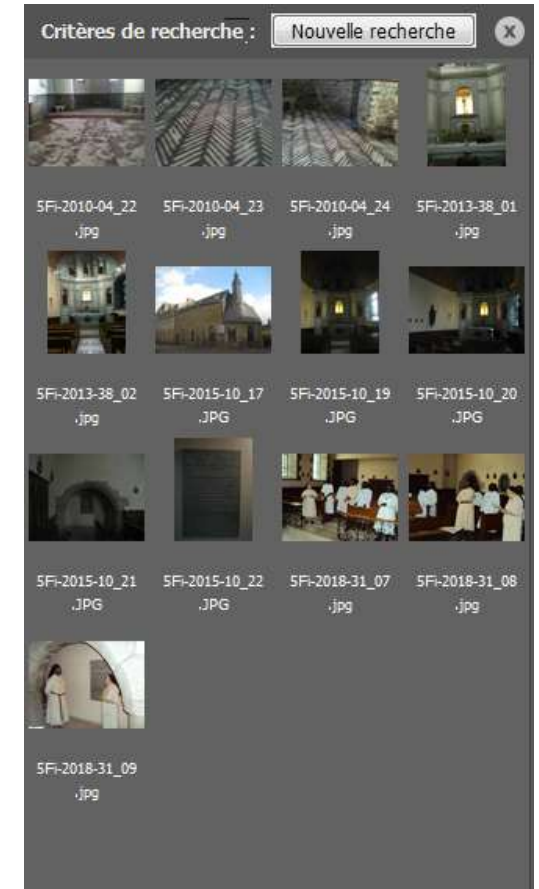 Critères de recherche : Nouvelle recherche x
5Fi-2010-04_22 5Fi-2010-04_23 5Fi-2010-04_24 5Fi-2013-38_01
.jpg .jpg .jpg .jpg
5Fi-2013-38_02 5Fi-2015-10_17 5Fi-2015-10_19 5Fi-2015-10_20
.jpg .JPG .JPG .JPG
5Fi-2015-10_21 5Fi-2015-10_22 5Fi-2018-31_07 5Fi-2018-31_08
.JPG .JPG .jpg .jpg
5Fi-2018-31_09
.jpg